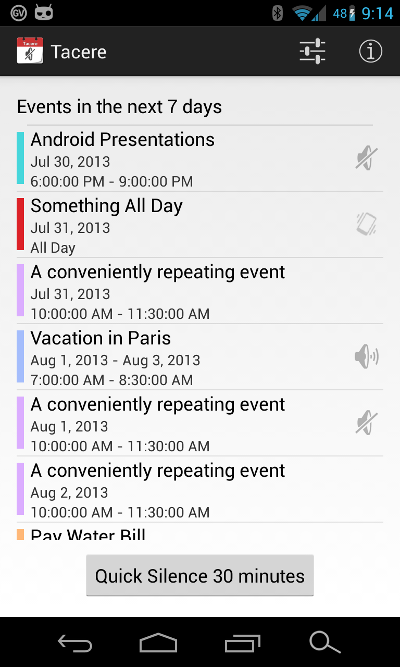 GV
48
9:14
Tacere
Tacere
Events in the next 7 days
Android Presentations
Jul 30, 2013
6:00:00 PM - 9:00:00 PM
Something All Day
Jul 31, 2013
All Day
A conveniently repeating event
Jul 31, 2013
10:00:00 AM - 11:30:00 AM
Vacation in Paris
Aug 1, 2013 - Aug 3, 2013
7:00:00 AM - 8:30:00 AM
A conveniently repeating event
Aug 1, 2013
10:00:00 AM - 11:30:00 AM
A conveniently repeating event
Aug 2, 2013
10:00:00 AM - 11:30:00 AM
Pay Water Bill
Quick Silence 30 minutes